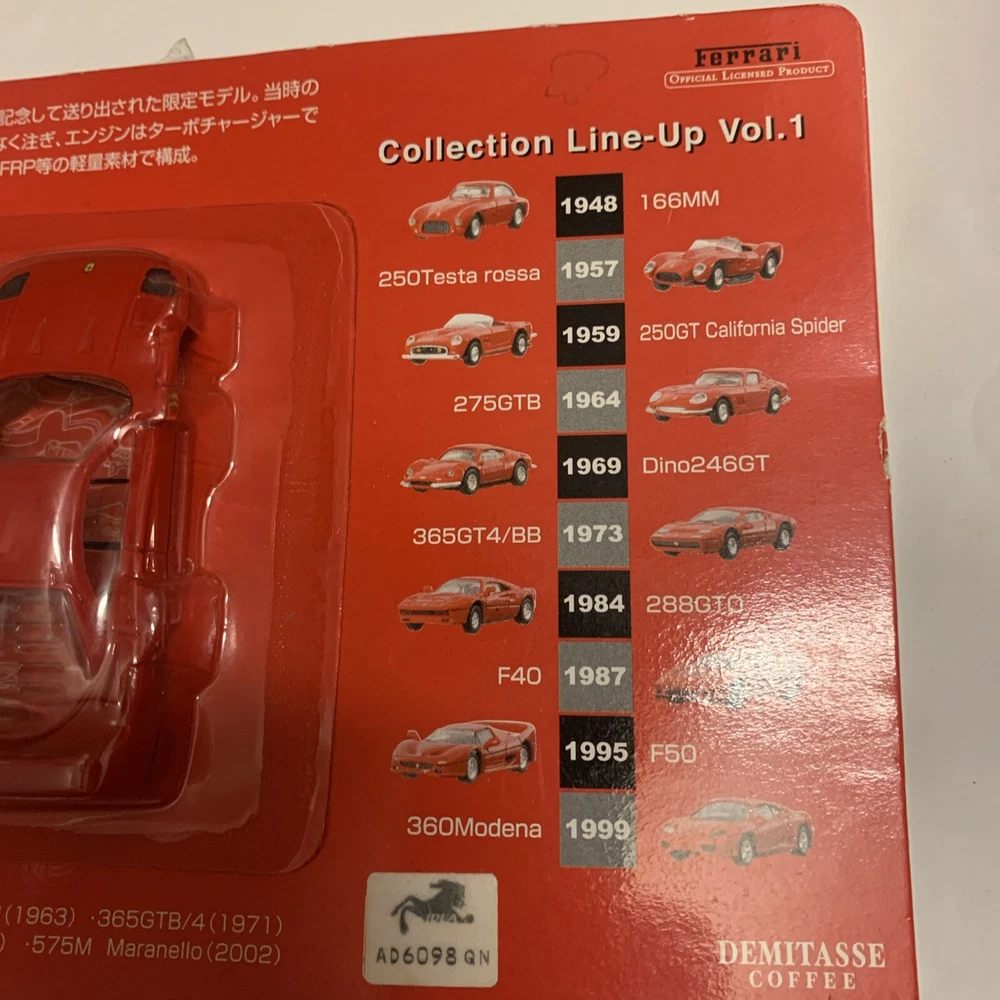 記念して送り出された限定モデル。当時の
なく注ぎ、エンジンはターボチャージャーで
FRP等の軽量素材で構成。
Ferrari
OFFICIAL LICENSED PRODUCT
Collection Line-Up Vol.1
1948 166MM
250Testa rossa 1957
1959 250GT California Spider
275GTB 1964
1969 Dino246GT
365GT4/BB 1973
1984 288GTO
F40 1987
1995 F50
360Modena 1999
(1963) ・365GTB/4(1971)
) ・575M Maranello(2002)
IDEA
AD6098 QN
DEMITASSE
COFFEE